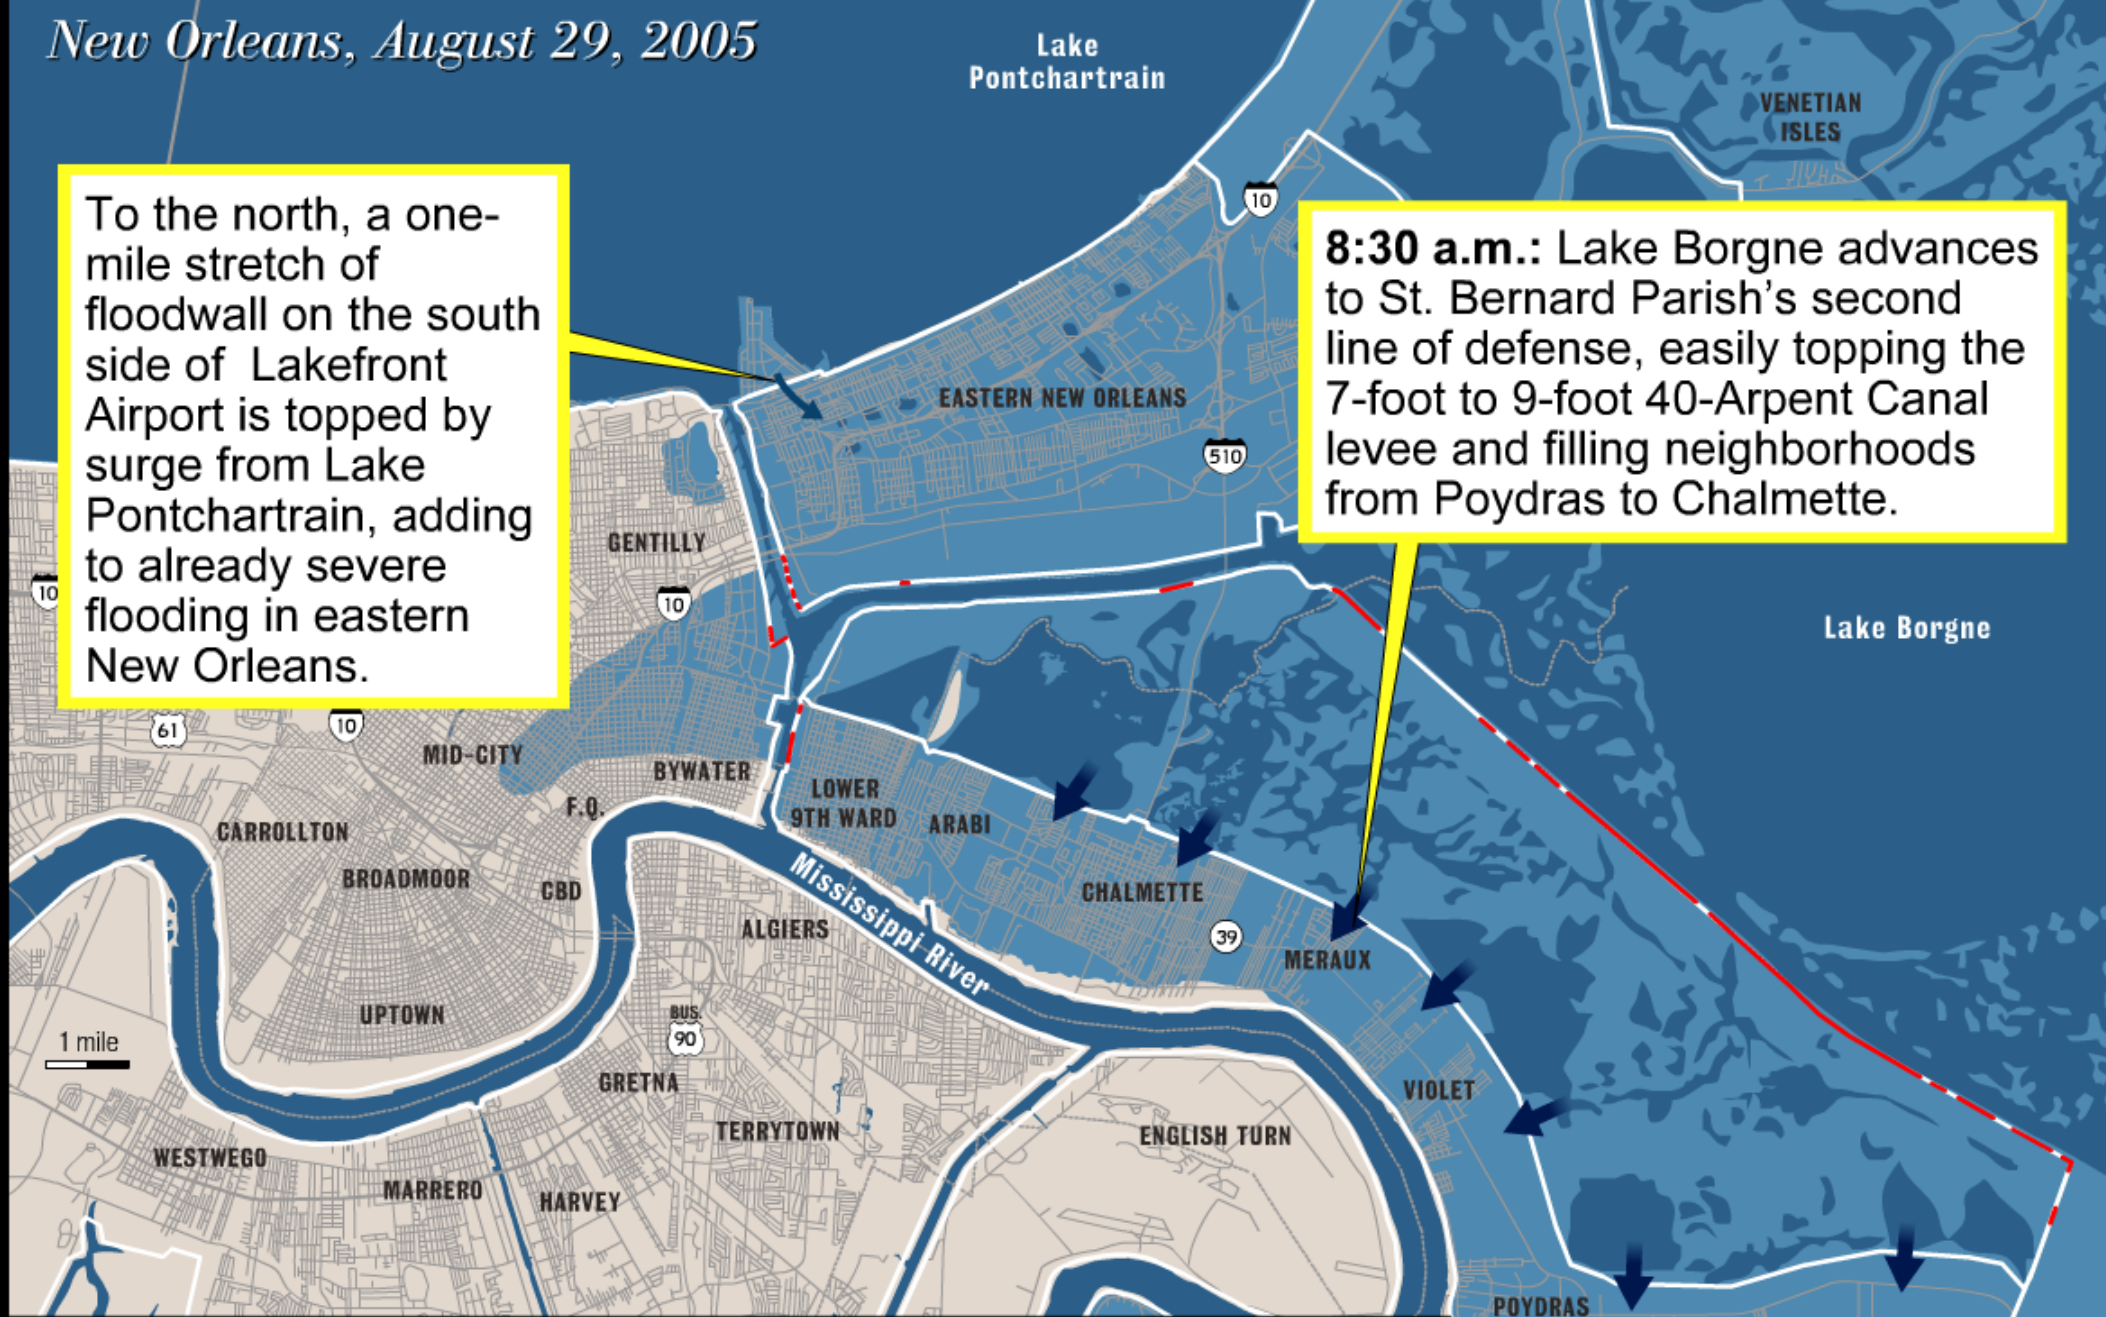 New Orleans, August 29, 2005
Lake
Pontchartrain
VENETIAN
ISLES
To the north, a one-
mile stretch of
floodwall on the south
side of Lakefront
Airport is topped by
surge from Lake
Pontchartrain, adding
to already severe
flooding in eastern
New Orleans.
10
8:30 a.m.: Lake Borgne advances
to St. Bernard Parish's second
line of defense, easily topping the
7-foot to 9-foot 40-Arpent Canal
levee and filling neighborhoods
from Poydras to Chalmette.
EASTERN NEW ORLEANS
510
GENTILLY
10
10
Lake Borgne
61
10
MID-CITY
BYWATER
F.Q.
LOWER
9TH WARD
ARABI
CARROLLTON
BROADMOOR
CBD
CHALMETTE
Mississippi River
ALGIERS
39
MERAUX
UPTOWN
BUS.
90
1 mile
GRETNA
VIOLET
TERRYTOWN
ENGLISH TURN
WESTWEGO
MARRERO
HARVEY
POYDRAS